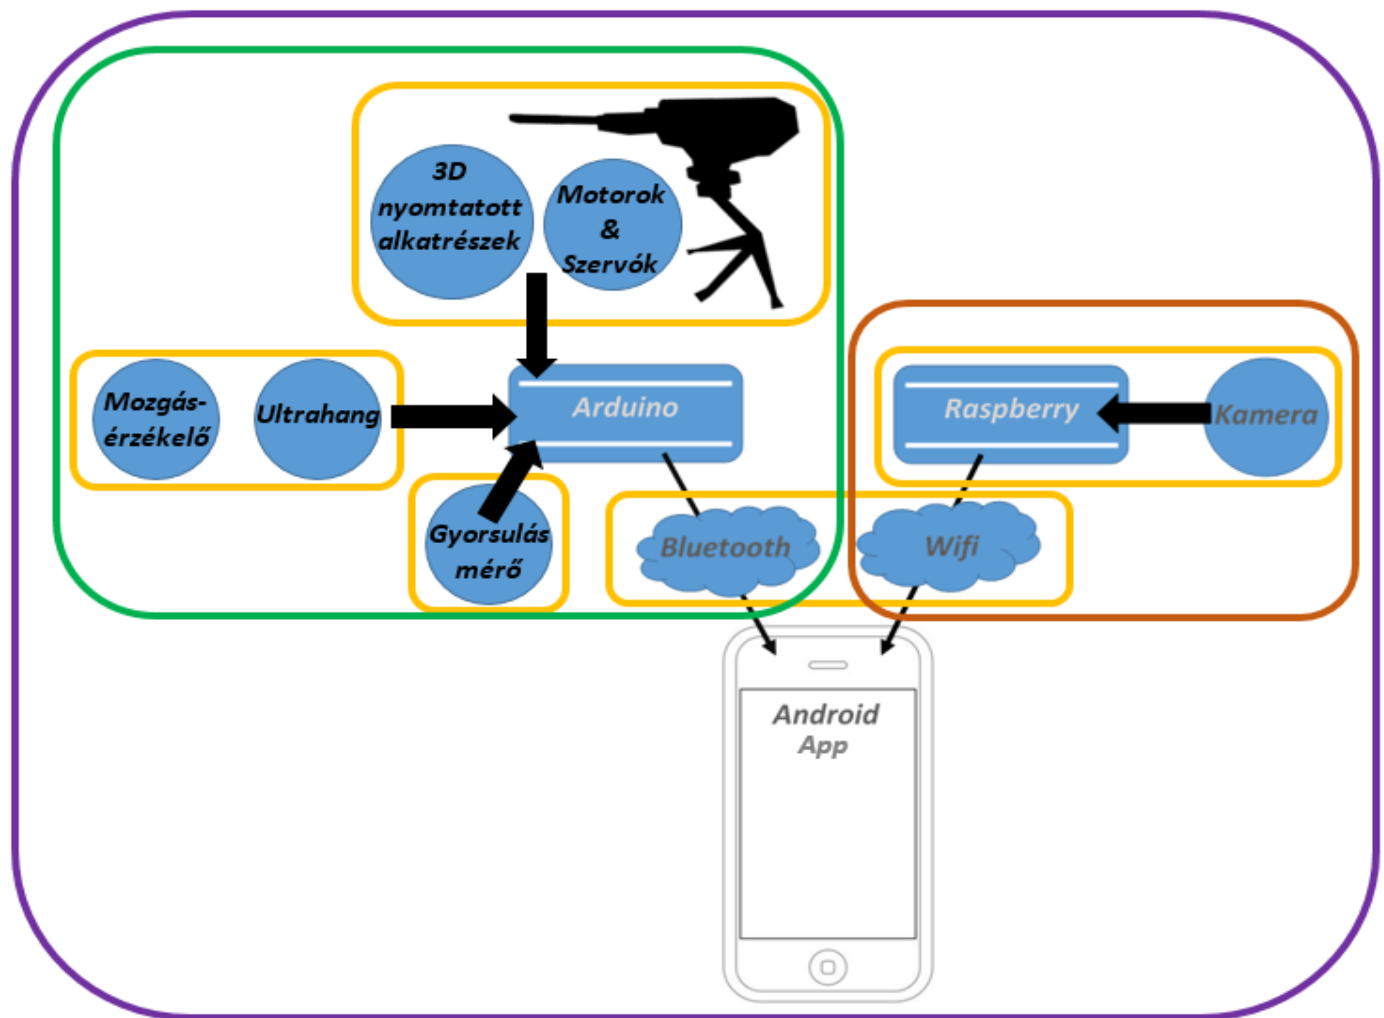 3D
nyomtatott
alkatrészek
Motorok
&
Szervók
Mozgás-
érzékelő
Ultrahang
Arduino
Raspberry
Kamera
Gyorsulás
mérő
Bluetooth
Wifi
Android
App